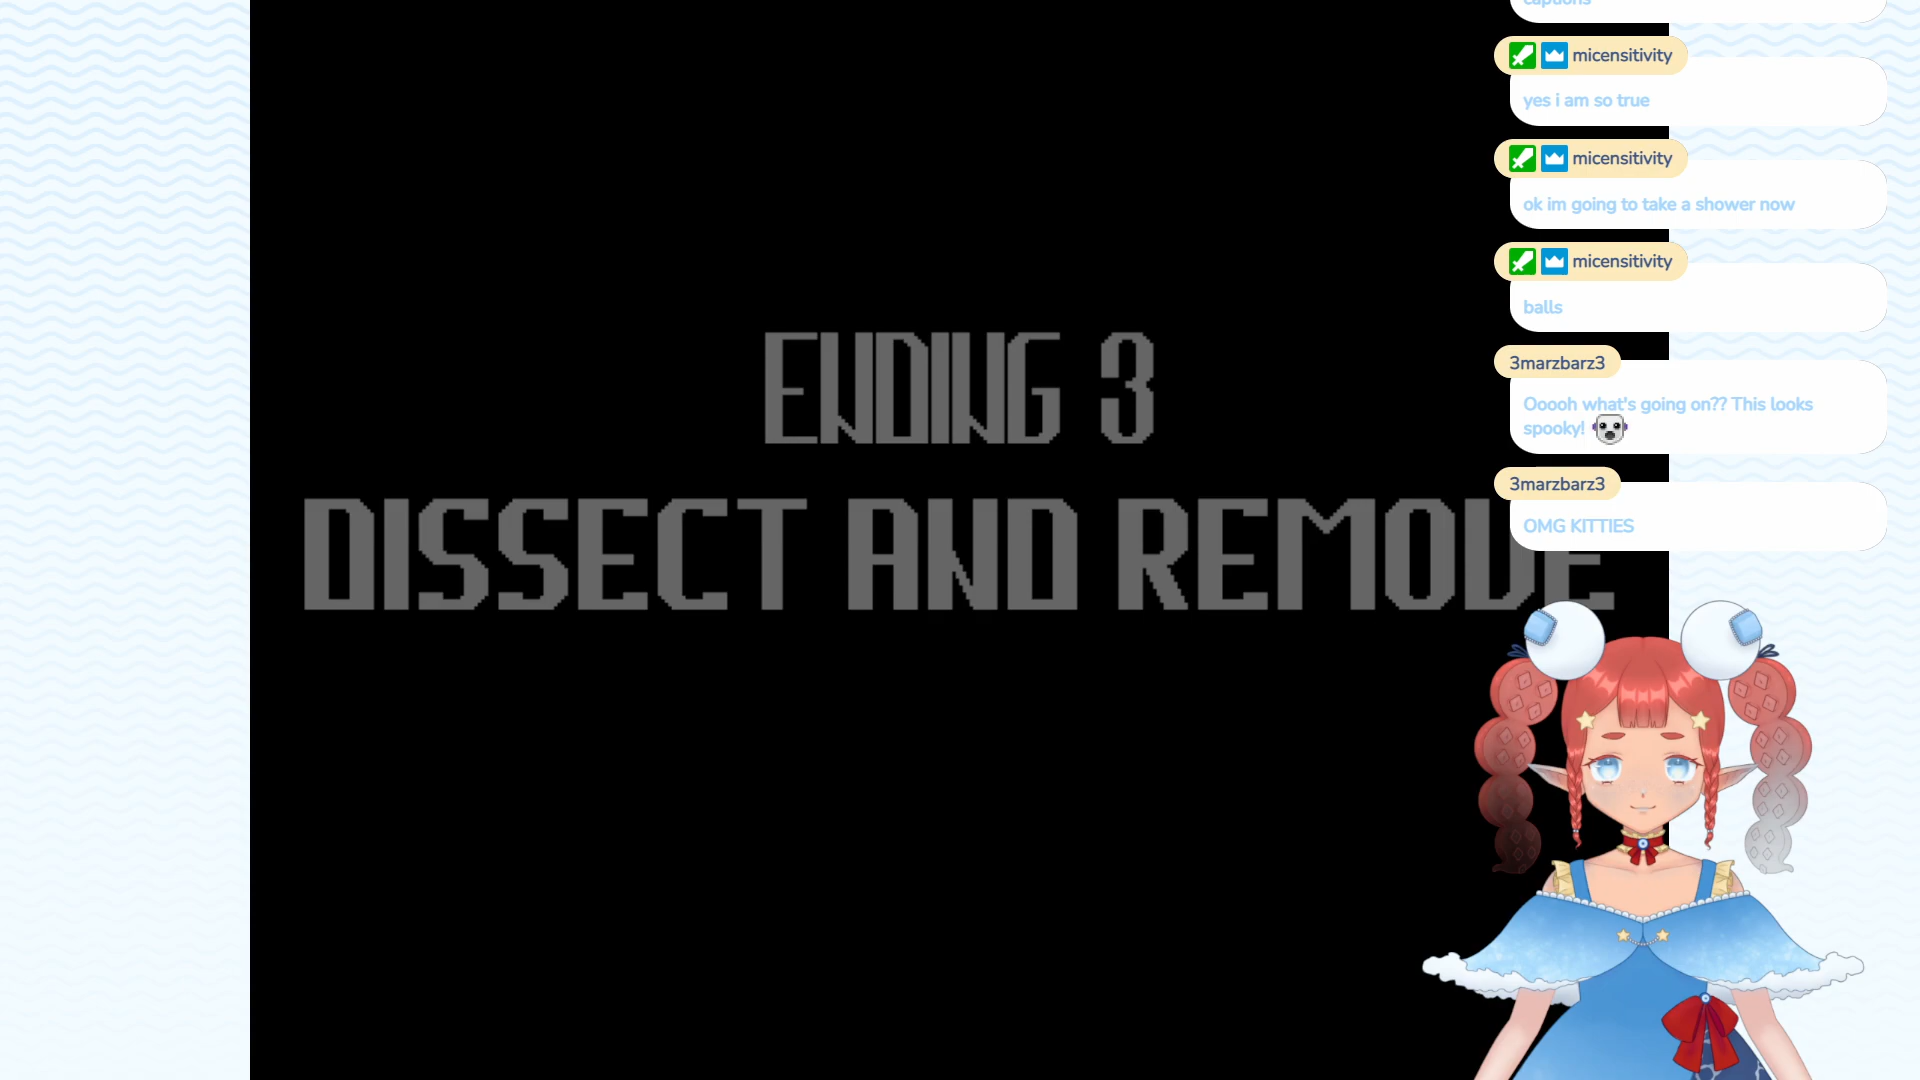 captions
micensitivity
yes i am so true
micensitivity
ok im going to take a shower now
micensitivity
balls
3marzbarz3
Ooooh what's going on?? This looks
spooky!
3marzbarz3
OMG KITTIES
ENDING 3
DISSECT AND REMOVE